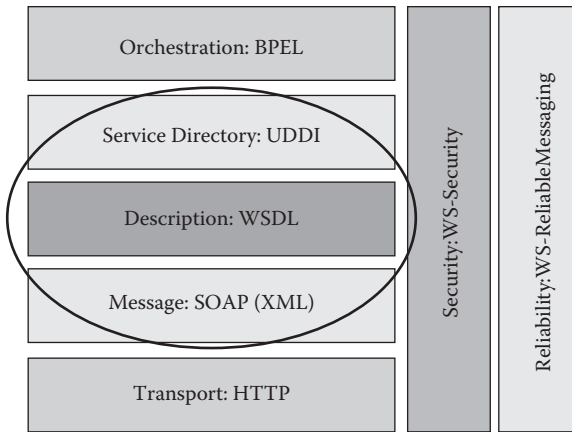 Orchestration: BPEL
Service Directory: UDDI
Description: WSDL
Message: SOAP (XML)
Transport: HTTP
Security:WS-Security
Reliability:WS-ReliableMessaging